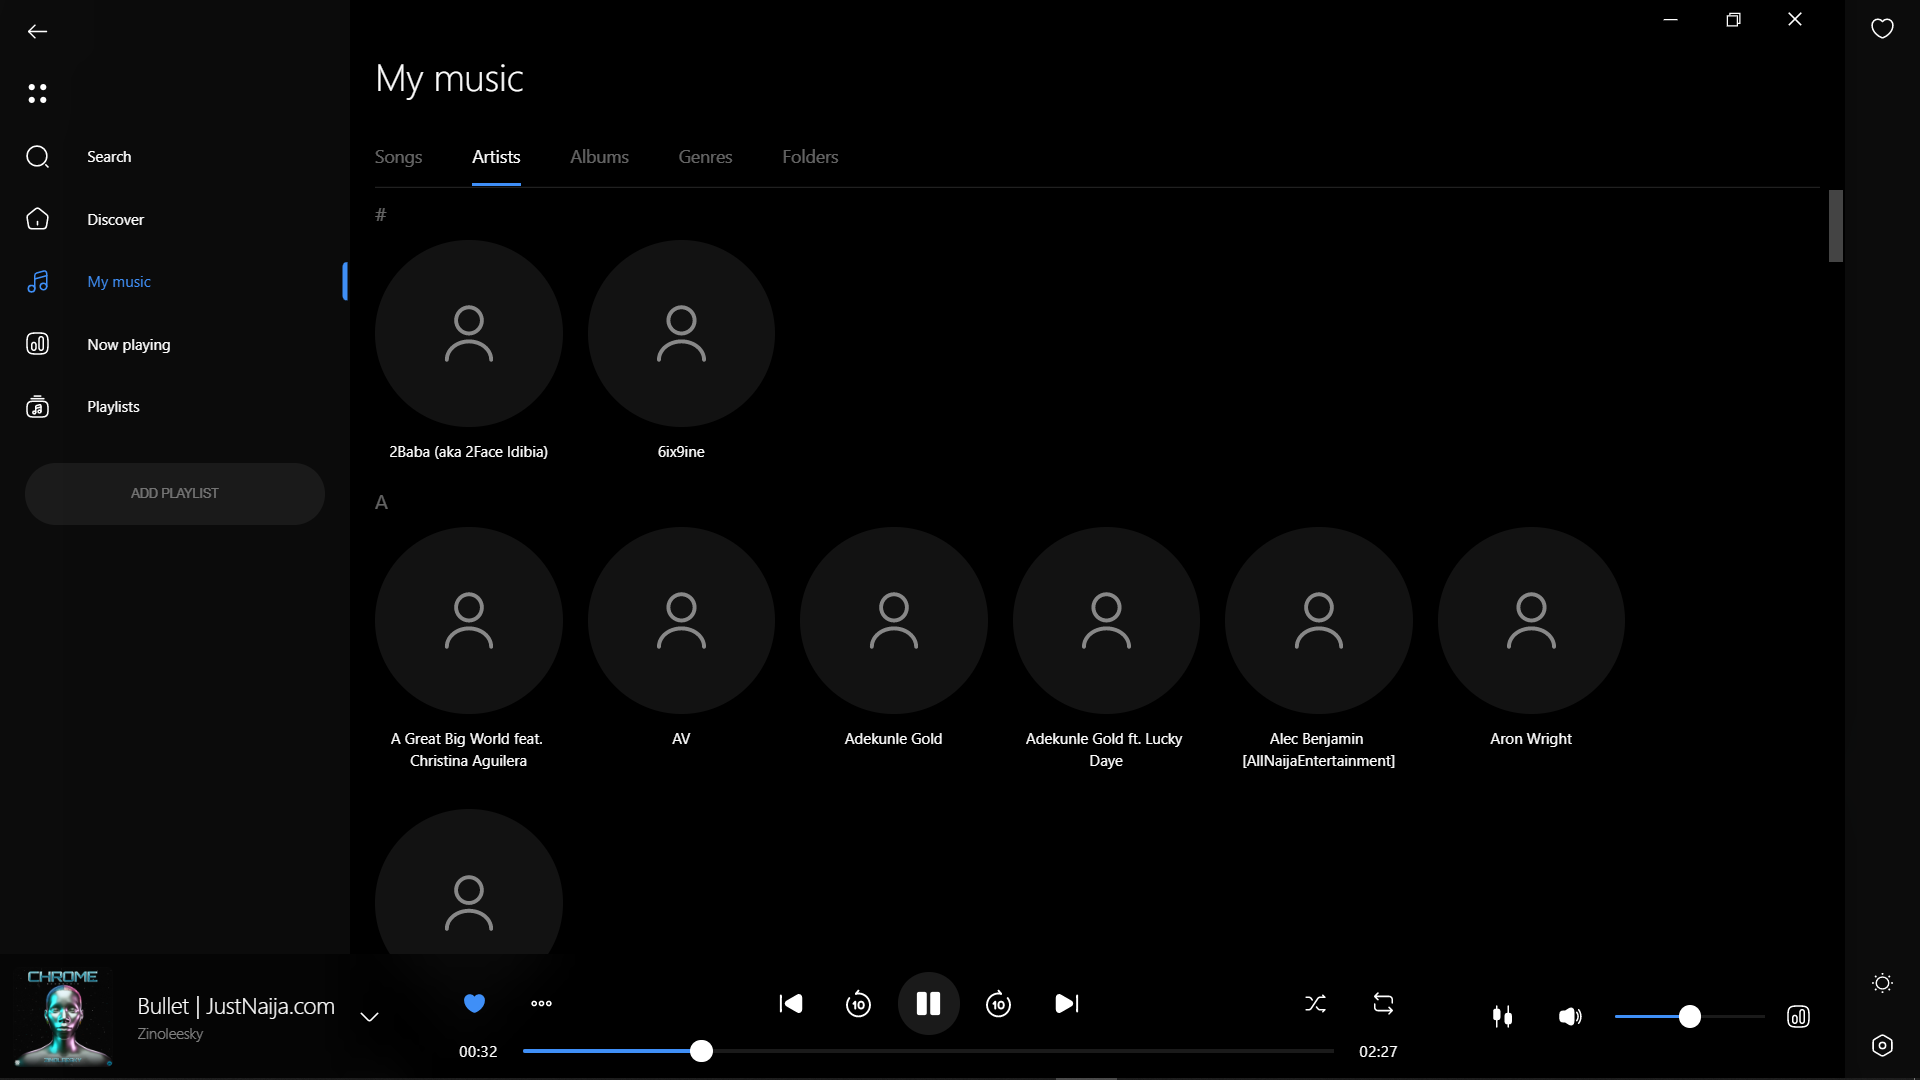 My music
Search
Discover
My music
Now playing
Playlists
ADD PLAYLIST
Songs Artists Albums Genres Folders
#
2Baba (aka 2Face Idibia) 6ix9ine
A
A Great Big World feat.
Christina Aguilera
AV
Adekunle Gold
Adekunle Gold ft. Lucky
Daye
Alec Benjamin
[AllNaijaEntertainment]
Aron Wright
CHROME
Bullet | JustNaija.com
Zinoleesky
10
10
00:32
02:27